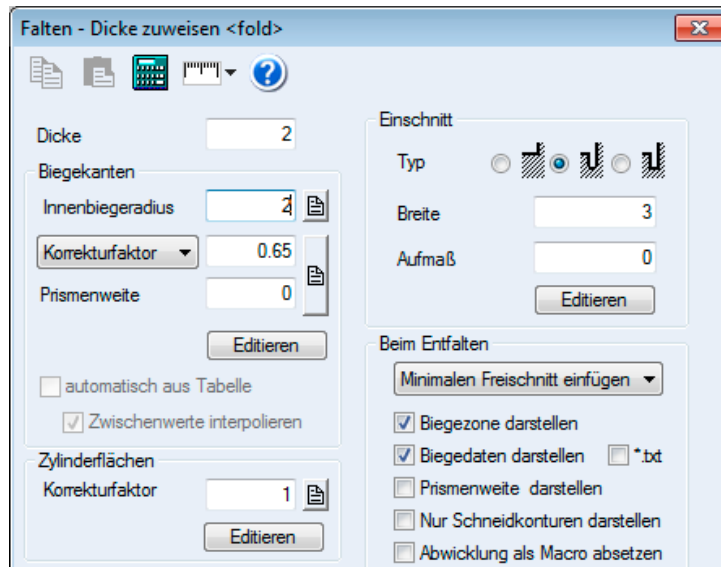 Falten - Dicke zuweisen <fold>
Dicke 2
Biegekanten
Innenbiegeradius 2
Korrekturfaktor 0.65
Prismenweite 0
Editieren
automatisch aus Tabelle
Zwischenwerte interpolieren
Zylinderflächen
Korrekturfaktor 1
Editieren
Einschnitt
Typ
Breite 3
Aufmaß 0
Editieren
Beim Entfalten
Minimalen Freischnitt einfügen
Biegezone darstellen
Biegedaten darstellen *.txt
Prismenweite darstellen
Nur Schneidkonturen darstellen
Abwicklung als Macro absetzen